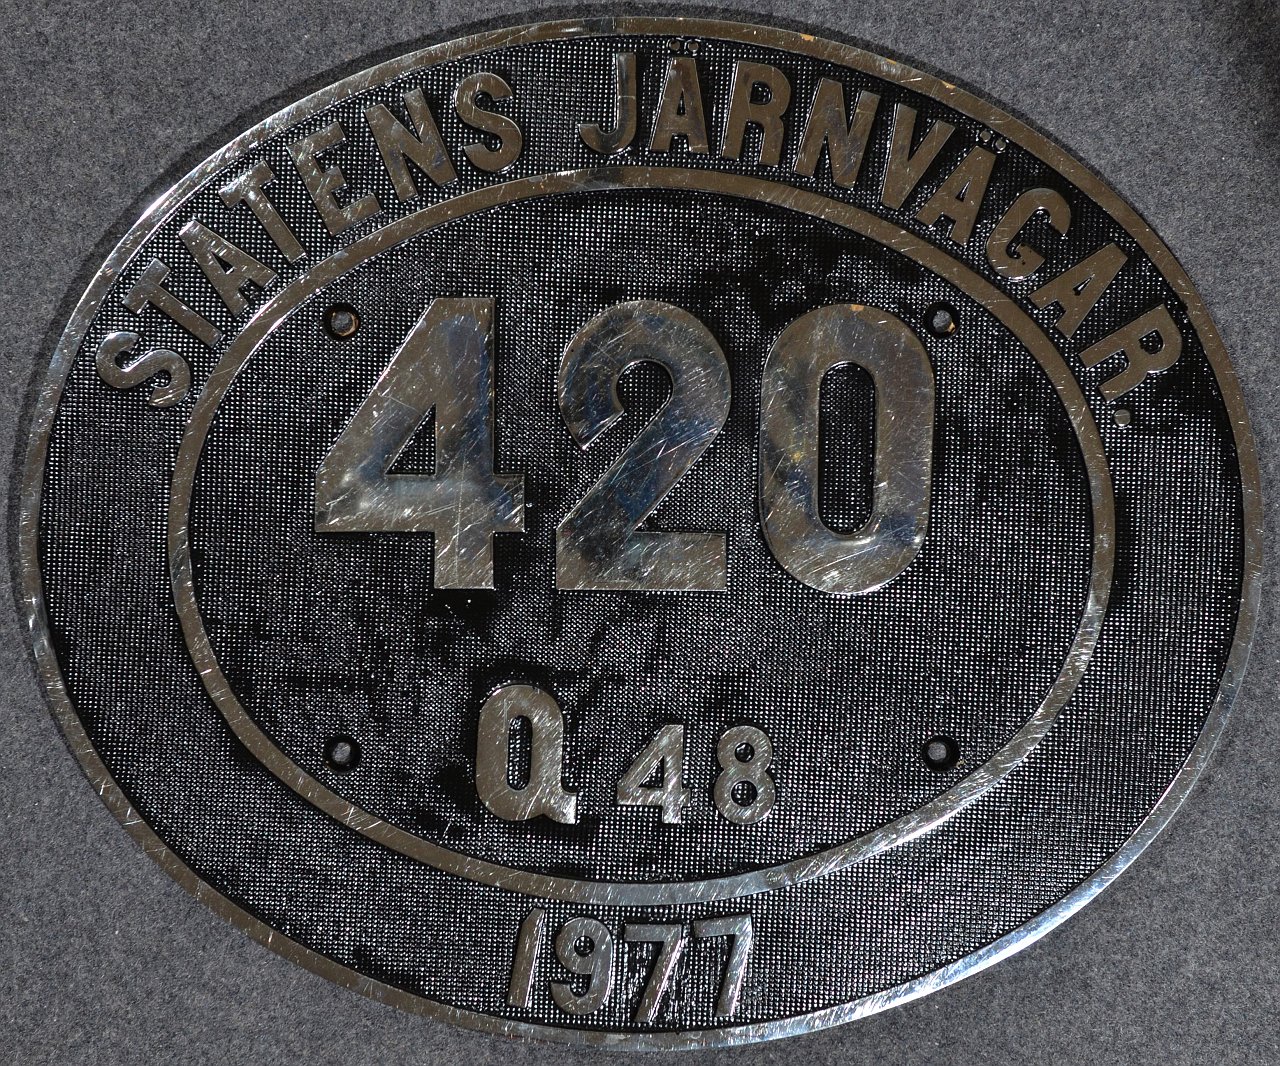 STATENS JÄRNVÄGAR.
420
Q 48
1977